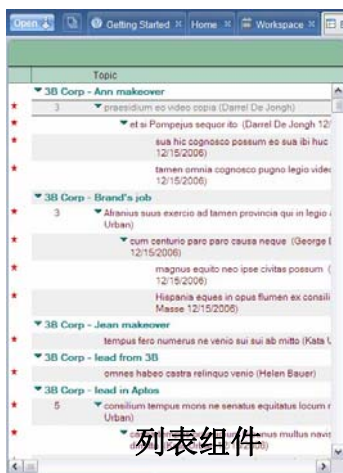 Open
Getting Started
Home
Workspace
Topic
3B Corp - Ann makeover
3 praesidium eo video copia (Darrel De Jongh)
et si Pompejus sequor ito (Darrel De Jongh 12/
sua hic cognosco possum eo sua ibi huc
12/15/2006)
tamen omnia cognosco pugno legio vide
12/15/2006)
3B Corp - Brand's job
3 Afranius suus exercio ad tamen provincia qui in legio a
Urban)
cum centurio paro paro causa neque (George
12/15/2006)
magnus equito neo ipse civitas possum (
12/15/2006)
Hispania eques in opus flumen ex consili
Masse 12/15/2006)
3B Corp - Jean makeover
tempus fero numerus ne venio sui sui ab mitto (Kata U
3B Corp - lead from 3B
omnes habeo castra relinquo venio (Helen Bauer)
3B Corp - lead in Aptos
5 consilium tempus mons ne senatus equitatus locum r
Urban)
列表组件